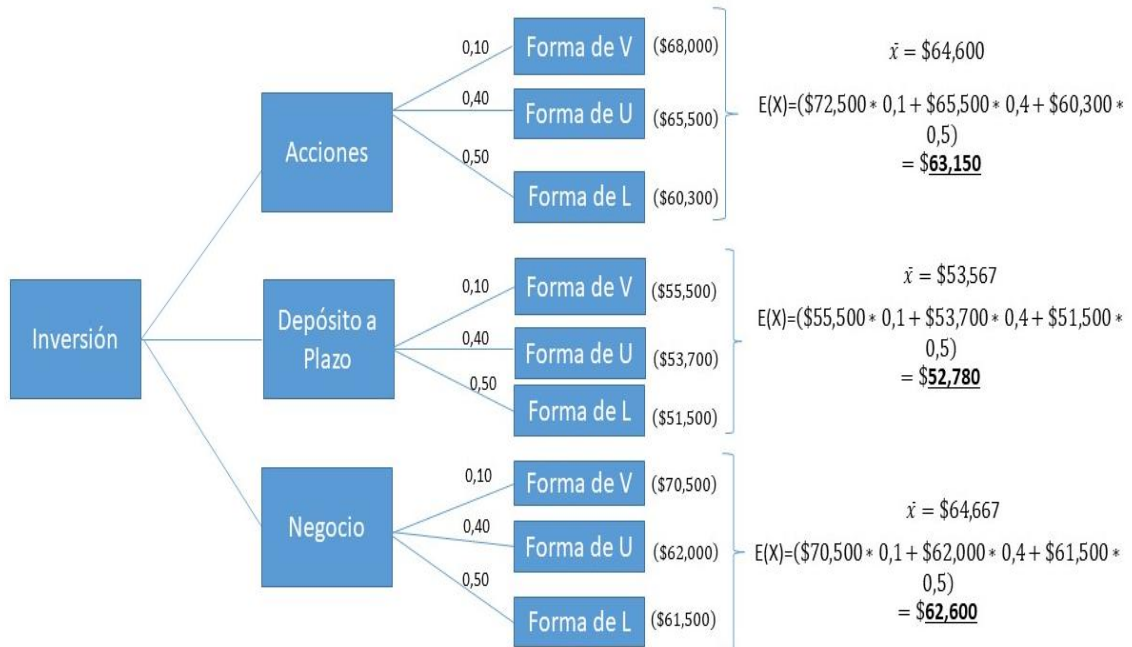 Inversión
Acciones
0,10
Forma de V
($68,000)
0,40
Forma de U
($65,500)
0,50
Forma de L
($60,300)
x̄ = $64,600
E(X)=($72,500 * 0,1 + $65,500 * 0,4 + $60,300 *
0,5)
= $63,150
Depósito a
Plazo
0,10
Forma de V
($55,500)
0,40
Forma de U
($53,700)
0,50
Forma de L
($51,500)
x̄ = $53,567
E(X)=($55,500 * 0,1 + $53,700 * 0,4 + $51,500 *
0,5)
= $52,780
Negocio
0,10
Forma de V
($70,500)
0,40
Forma de U
($62,000)
0,50
Forma de L
($61,500)
x̄ = $64,667
E(X)=($70,500 * 0,1 + $62,000 * 0,4 + $61,500 *
0,5)
= $62,600